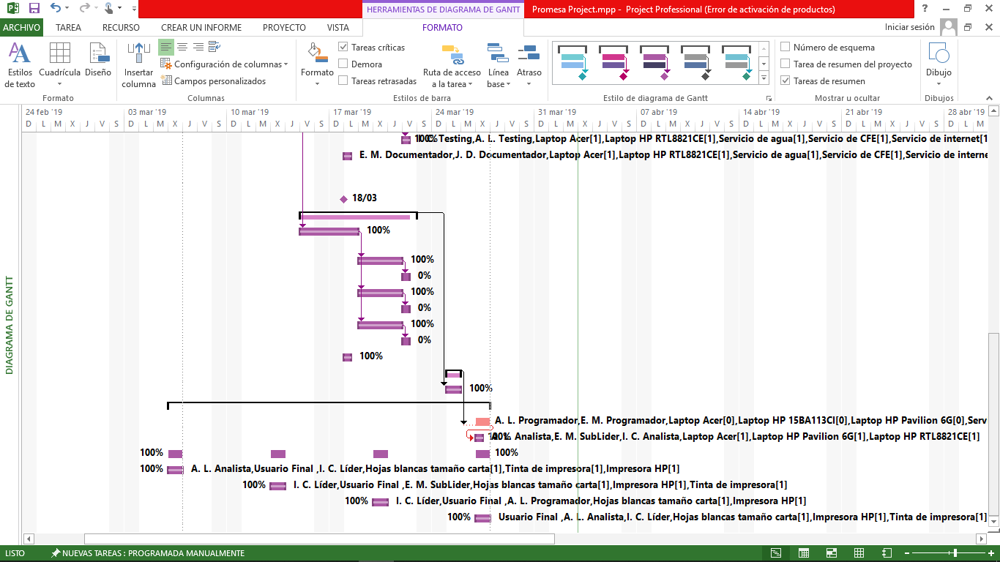 HERRAMIENTAS DE DIAGRAMA DE GANTT
Promesa Project.mpp - Project Professional (Error de activación de productos)
ARCHIVO TAREA RECURSO CREAR UN INFORME PROYECTO VISTA FORMATO
Iniciar sesión
Estilos de texto
Cuadrícula
Diseño
Formato
Insertar columna
Configuración de columnas
Campos personalizados
Columnas
Formato
Tareas críticas
Demora
Tareas retrasadas
Ruta de acceso a la tarea
Línea base
Atraso
Estilos de barra
Estilo de diagrama de Gantt
Número de esquema
Tarea de resumen del proyecto
Tareas de resumen
Mostrar u ocultar
Dibujo
Dibujos
24 feb '19 03 mar '19 10 mar '19 17 mar '19 24 mar '19 31 mar '19 07 abr '19 14 abr '19 21 abr '19 28 abr '19
D L M X J V S D L M X J V S D L M X J V S D L M X J V S D L M X J V S D L M X J V S D L M X J V S D L M X J V S D L M X J V S D L M
100% I. C. Testing,A. L. Testing,Laptop Acer[1],Laptop HP RTL8821CE[1],Servicio de agua[1],Servicio de CFE[1],Servicio de internet[1
E. M. Documentador,J. D. Documentador,Laptop Acer[1],Laptop HP RTL8821CE[1],Servicio de agua[1],Servicio de CFE[1],Servicio de interne
18/03
100%
100%
0%
100%
0%
100%
0%
100%
100%
A. L. Programador,E. M. Programador,Laptop Acer[0],Laptop HP 15BA113CI[0],Laptop HP Pavilion 6G[0],Serv
100% A. L. Analista,E. M. SubLider,I. C. Analista,Laptop Acer[1],Laptop HP Pavilion 6G[1],Laptop HP RTL8821CE[1]
100% 100%
100% A. L. Analista,Usuario Final ,I. C. Líder,Hojas blancas tamaño carta[1],Tinta de impresora[1],Impresora HP[1]
100% I. C. Líder,Usuario Final ,E. M. SubLider,Hojas blancas tamaño carta[1],Impresora HP[1],Tinta de impresora[1]
100% I. C. Líder,Usuario Final ,A. L. Programador,Hojas blancas tamaño carta[1],Impresora HP[1]
100% Usuario Final ,A. L. Analista,I. C. Líder,Hojas blancas tamaño carta[1],Impresora HP[1],Tinta de impresora[1]
DIAGRAMA DE GANTT
LISTO
NUEVAS TAREAS : PROGRAMADA MANUALMENTE